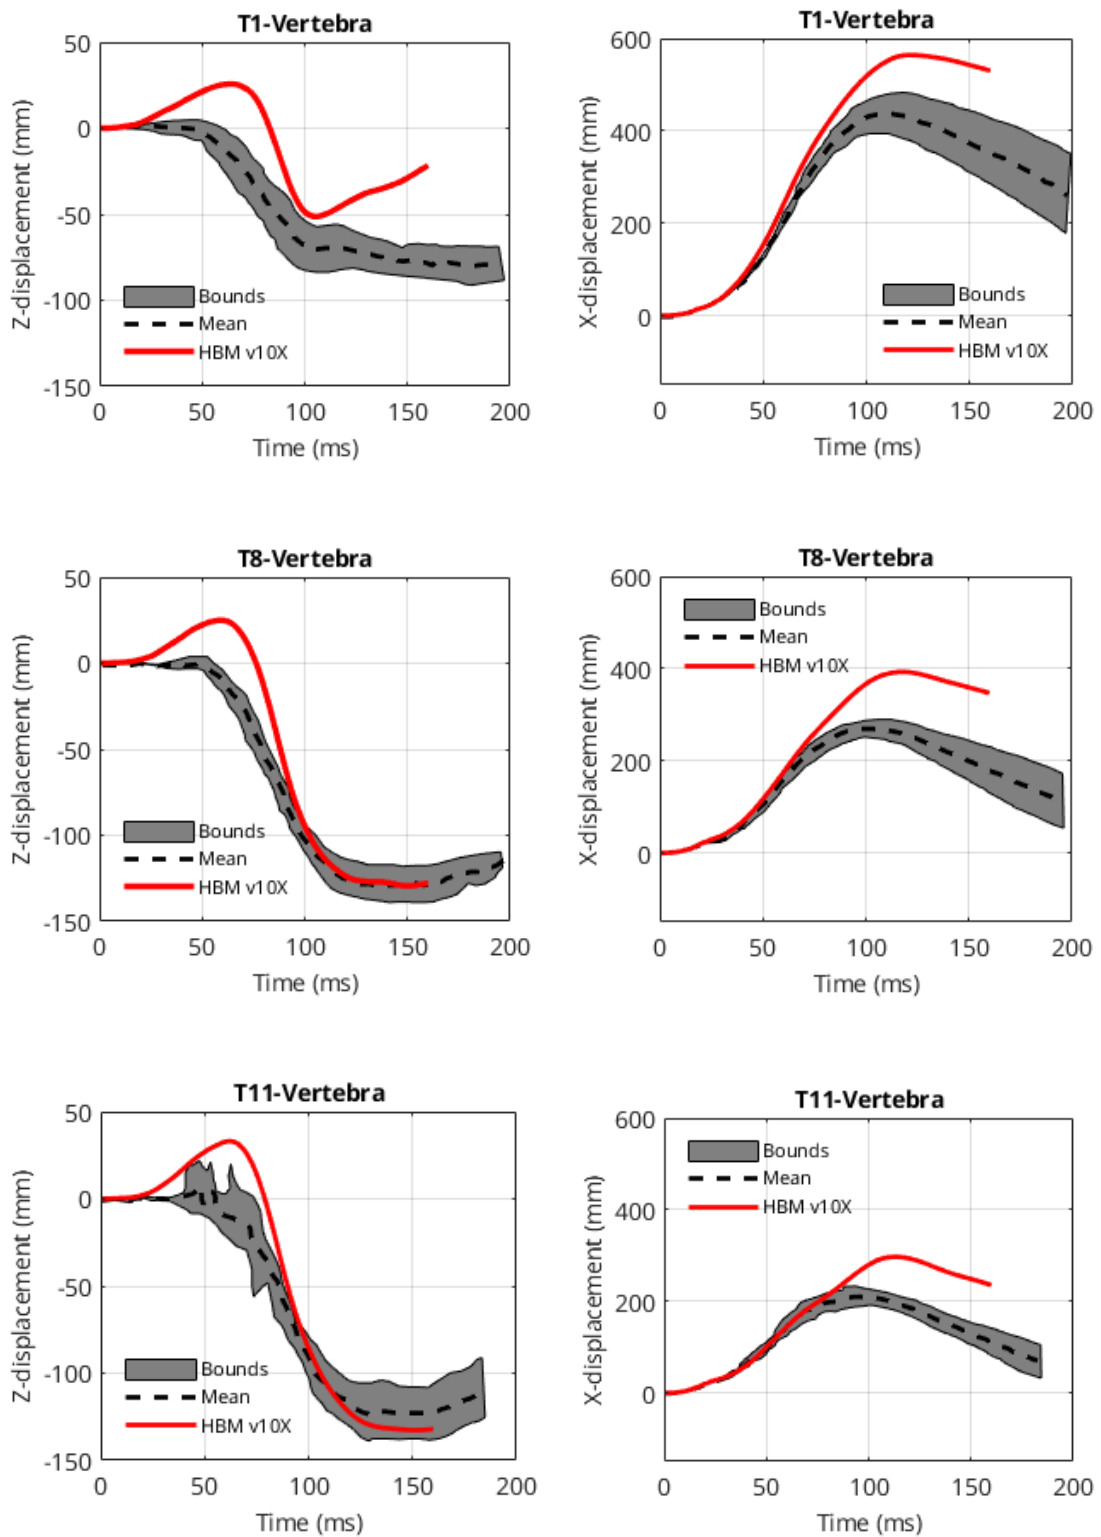 T1-Vertebra
50
0
-50
-100
-150
Z-displacement (mm)
Bounds
Mean
HBM v10X
0 50 100 150 200
Time (ms)
T1-Vertebra
600
400
200
0
X-displacement (mm)
Bounds
Mean
HBM v10X
0 50 100 150 200
Time (ms)
T8-Vertebra
50
0
-50
-100
-150
Z-displacement (mm)
Bounds
Mean
HBM v10X
0 50 100 150 200
Time (ms)
T8-Vertebra
600
400
200
0
X-displacement (mm)
Bounds
Mean
HBM v10X
0 50 100 150 200
Time (ms)
T11-Vertebra
50
0
-50
-100
-150
Z-displacement (mm)
Bounds
Mean
HBM v10X
0 50 100 150 200
Time (ms)
T11-Vertebra
600
400
200
0
X-displacement (mm)
Bounds
Mean
HBM v10X
0 50 100 150 200
Time (ms)